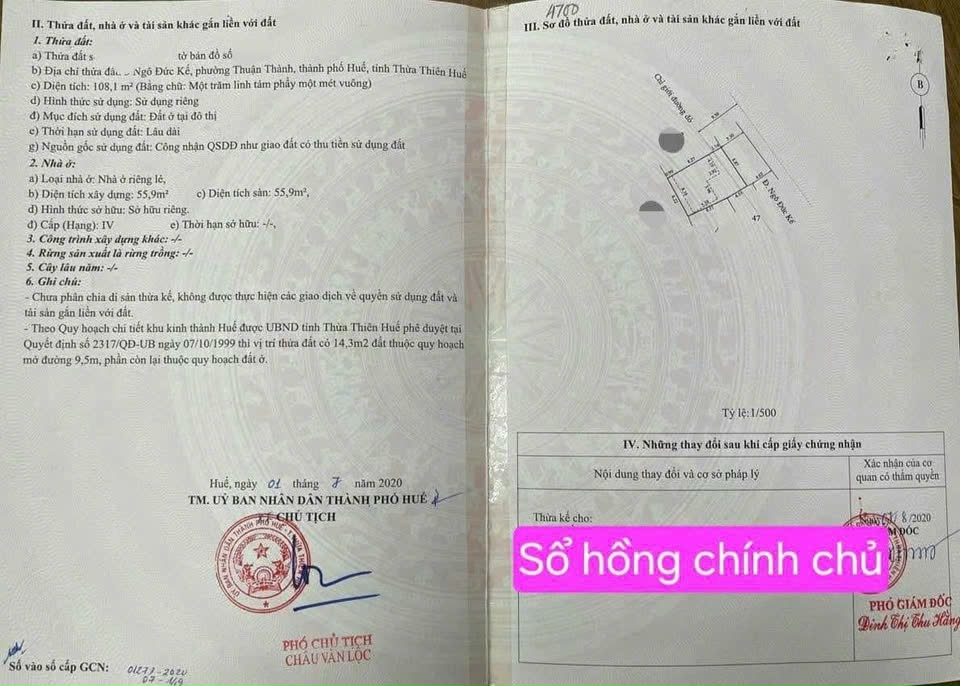 II. Thửa đất, nhà ở và tài sản khác gắn liền với đất
1. Thửa đất:
a) Thửa đất s tờ bản đồ số
b) Địa chỉ thửa đất: Ngô Đức Kế, phường Thuận Thành, thành phố Huế, tỉnh Thừa Thiên Huế
c) Diện tích: 108,1 m² (Bằng chữ: Một trăm linh tám phẩy một mét vuông)
d) Hình thức sử dụng: Sử dụng riêng
đ) Mục đích sử dụng đất: Đất ở tại đô thị
e) Thời hạn sử dụng đất: Lâu dài
g) Nguồn gốc sử dụng đất: Công nhận QSDĐ như giao đất có thu tiền sử dụng đất
2. Nhà ở:
a) Loại nhà ở: Nhà ở riêng lẻ,
b) Diện tích xây dựng: 55,9m² c) Diện tích sàn: 55,9m²,
d) Hình thức sở hữu: Sở hữu riêng.
đ) Cấp (Hạng): IV e) Thời hạn sở hữu: -/-,
3. Công trình xây dựng khác: -/-
4. Rừng sản xuất là rừng trồng: -/-
5. Cây lâu năm: -/-
6. Ghi chú:
- Chưa phân chia di sản thừa kế, không được thực hiện các giao dịch về quyền sử dụng đất và
tài sản gắn liền với đất.
- Theo Quy hoạch chi tiết khu kinh thành Huế được UBND tỉnh Thừa Thiên Huế phê duyệt tại
Quyết định số 2317/QĐ-UB ngày 07/10/1999 thì vị trí thửa đất có 14,3m2 đất thuộc quy hoạch
mở đường 9,5m, phần còn lại thuộc quy hoạch đất ở.
Huế, ngày 01 tháng 7 năm 2020
TM. UỶ BAN NHÂN DÂN THÀNH PHỐ HUẾ
CHỦ TỊCH
PHÓ CHỦ TỊCH
CHÂU VĂN LỘC
Số vào sổ cấp GCN:
A700
III. Sơ đồ thửa đất, nhà ở và tài sản khác gắn liền với đất
B
Chỉ giới đường đỏ
Đ. Ngô Đức Kế
47
Tỷ lệ: 1/500
IV. Những thay đổi sau khi cấp giấy chứng nhận
Nội dung thay đổi và cơ sở pháp lý
Xác nhận của cơ
quan có thẩm quyền
Thừa kế cho:
8/2020
M ĐỐC
Sổ hồng chính chủ
PHÓ GIÁM ĐỐC
Đinh Thị Thu Hằng